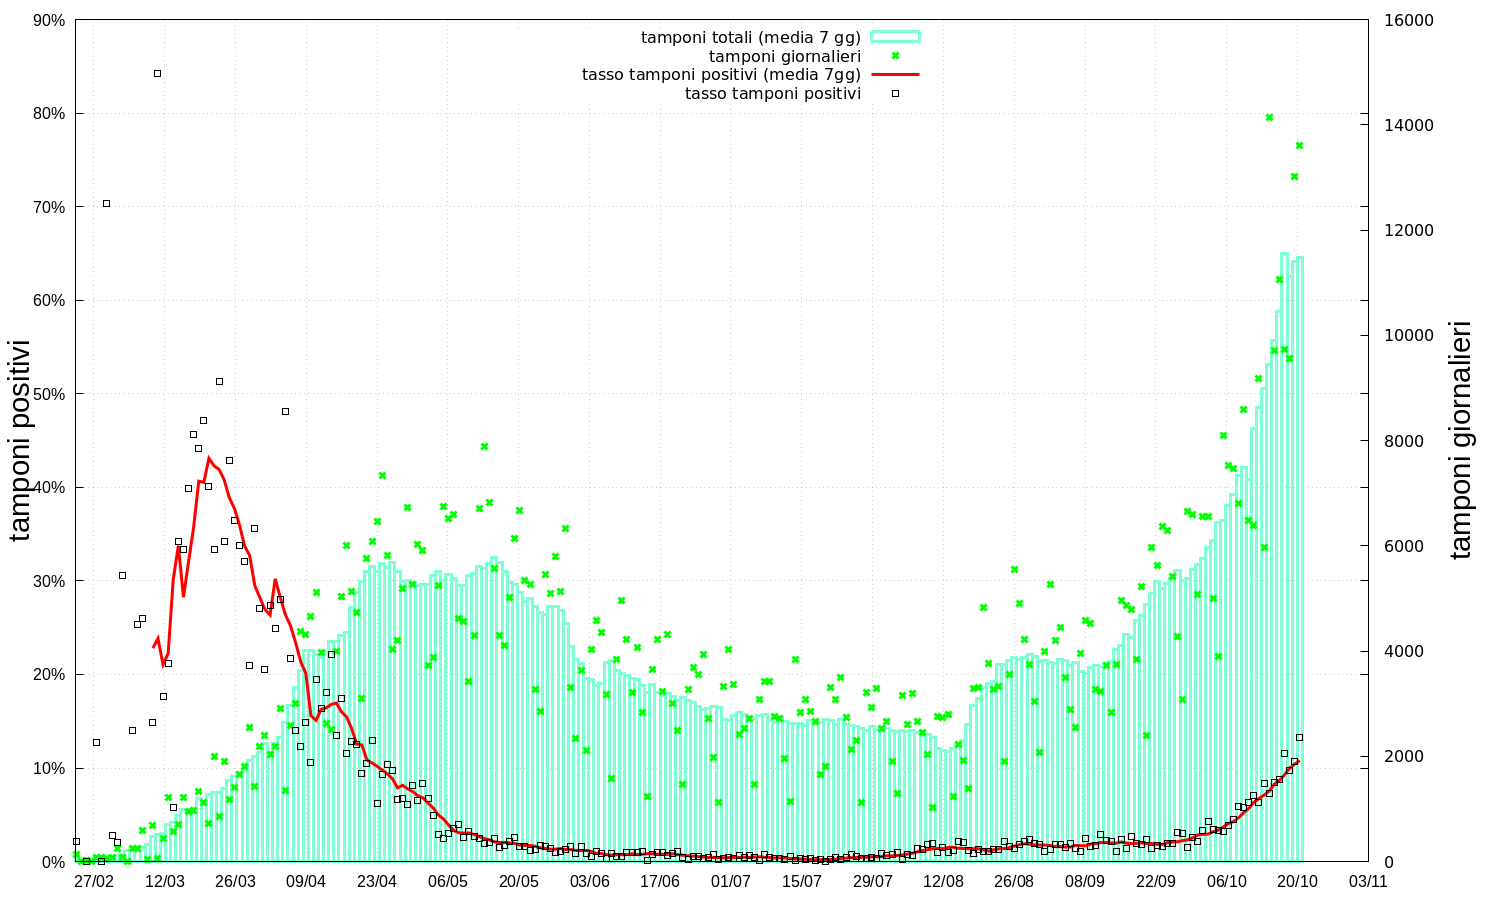 tamponi totali (media 7 gg)
tamponi giornalieri
tasso tamponi positivi (media 7gg)
tasso tamponi positivi
tamponi positivi
90%
80%
70%
60%
50%
40%
30%
20%
10%
0%
16000
14000
12000
10000
8000
6000
4000
2000
0
tamponi giornalieri
27/02 12/03 26/03 09/04 23/04 06/05 20/05 03/06 17/06 01/07 15/07 29/07 12/08 26/08 08/09 22/09 06/10 20/10 03/11